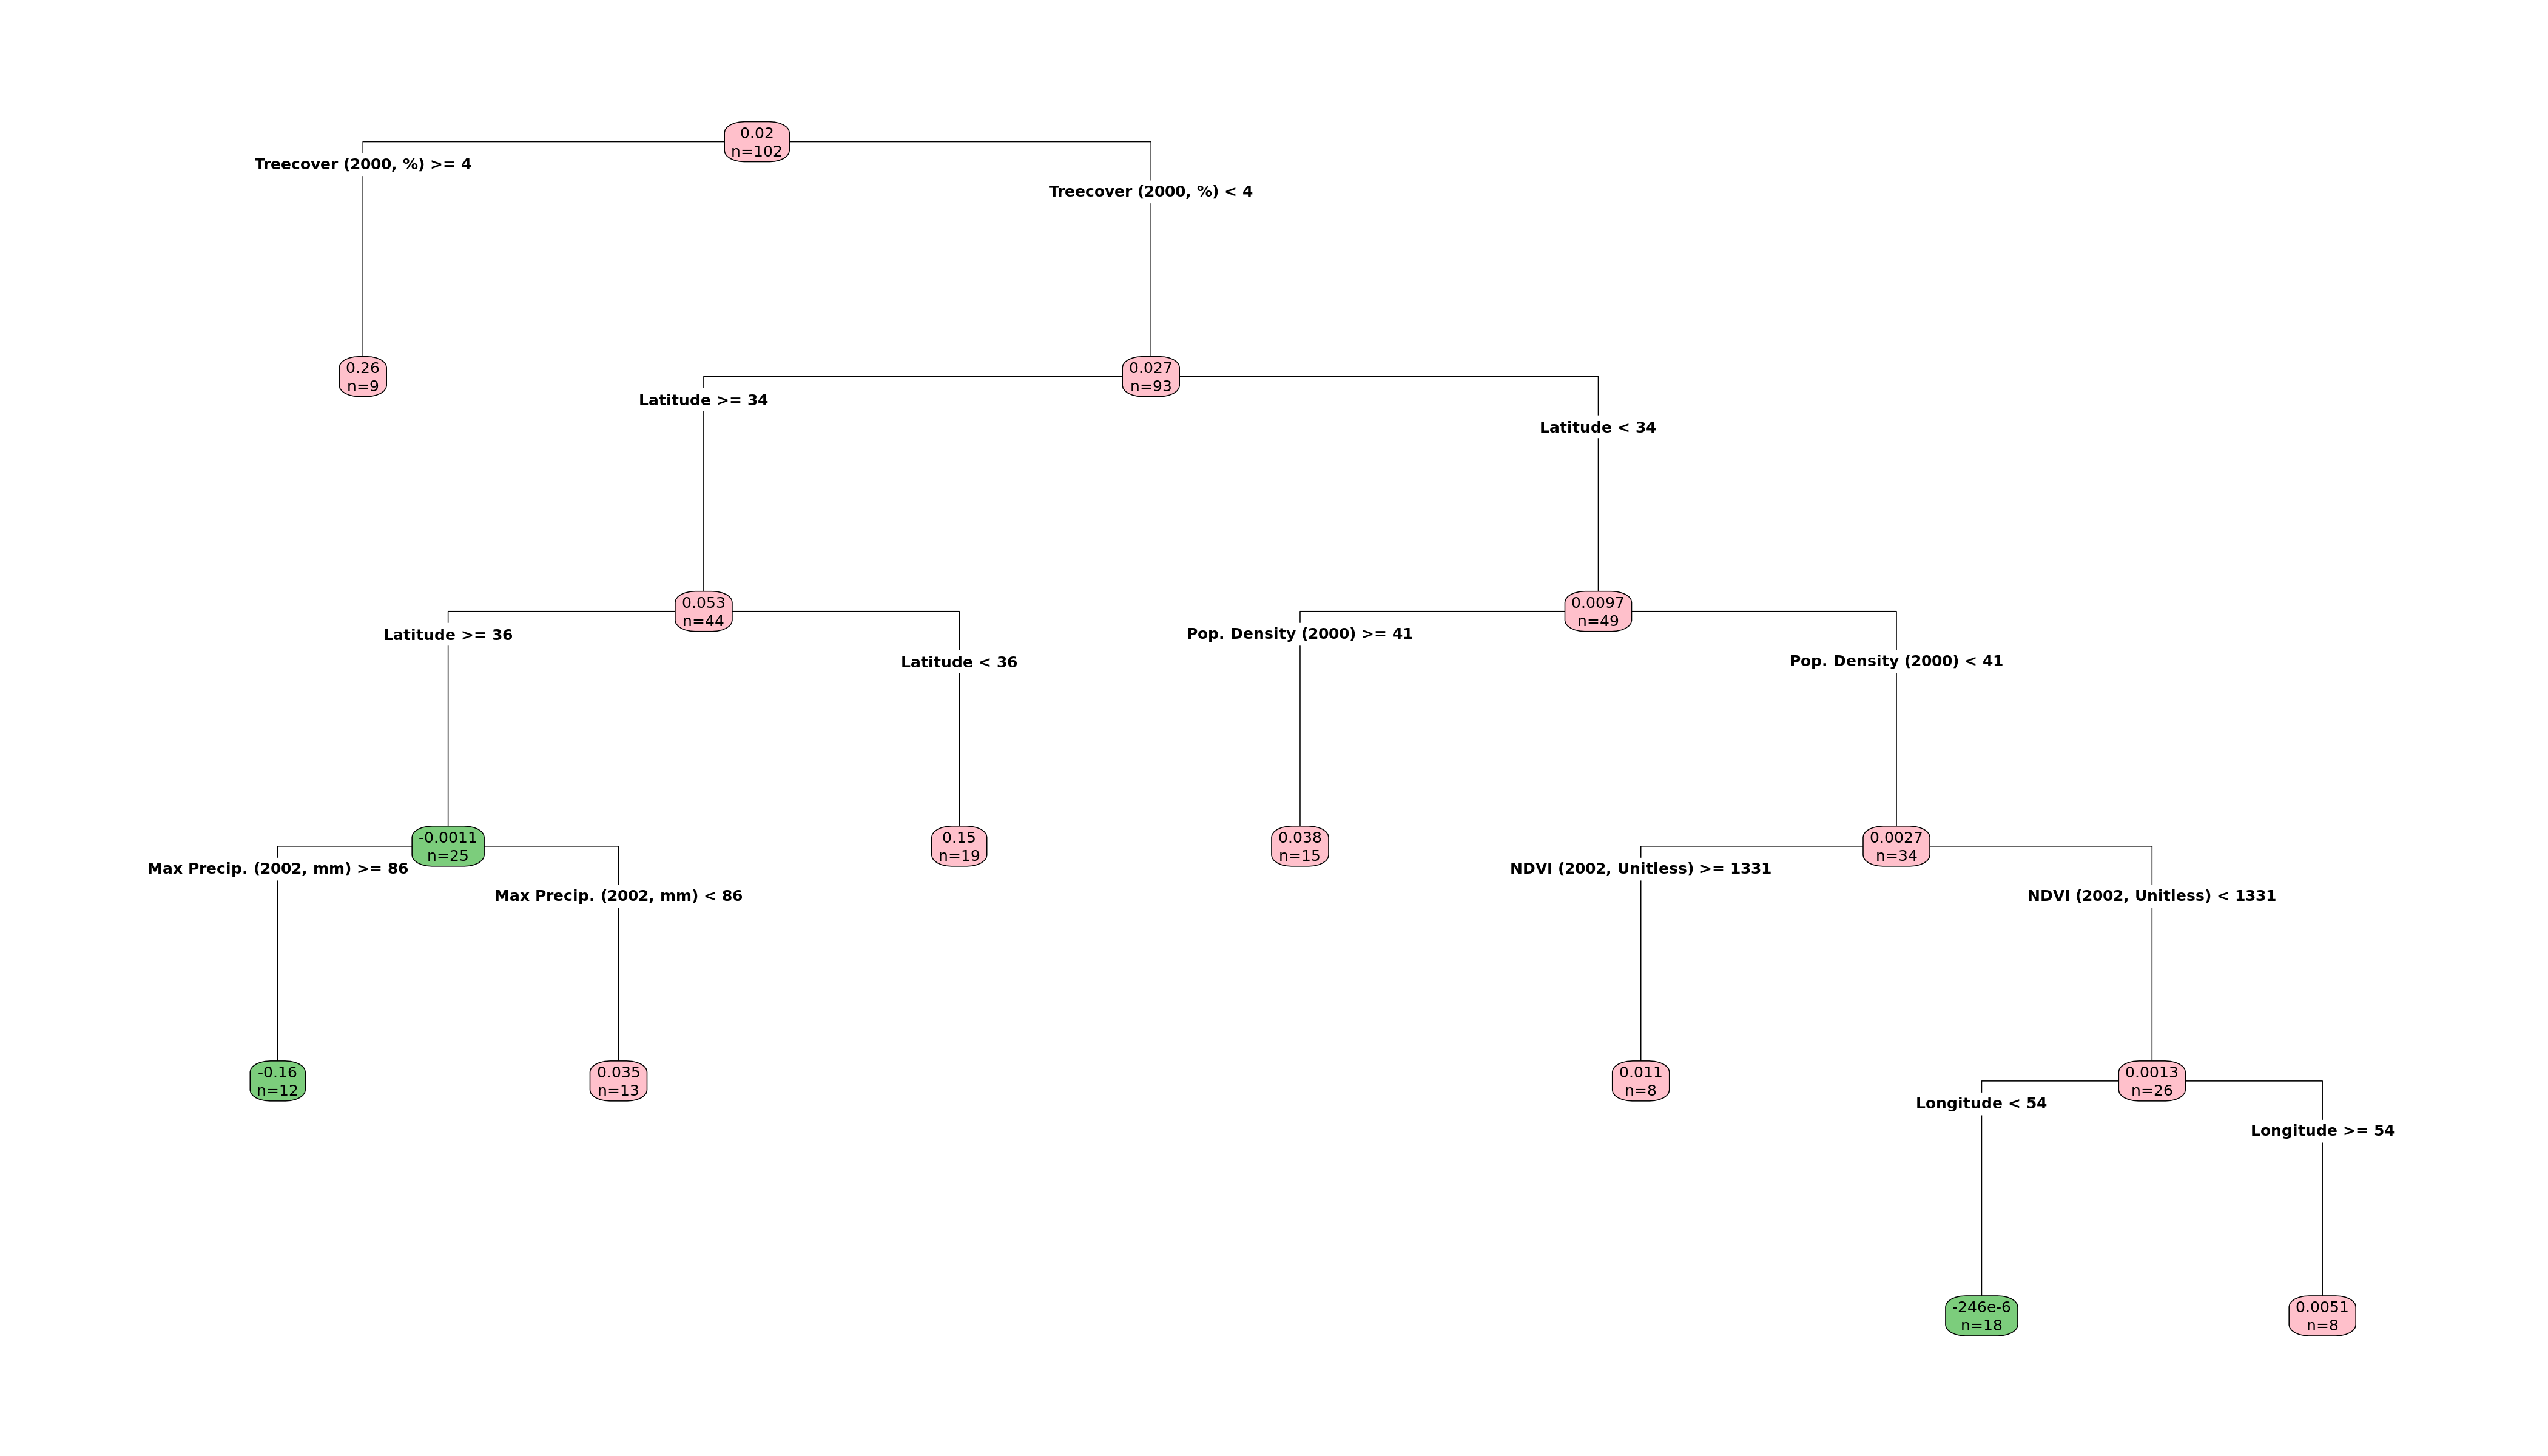 0.02
n=102
Treecover (2000, %) >= 4
Treecover (2000, %) < 4
0.26
n=9
0.027
n=93
Latitude >= 34
Latitude < 34
0.053
n=44
0.0097
n=49
Latitude >= 36
Latitude < 36
Pop. Density (2000) >= 41
Pop. Density (2000) < 41
-0.0011
n=25
0.15
n=19
0.038
n=15
0.0027
n=34
Max Precip. (2002, mm) >= 86
Max Precip. (2002, mm) < 86
NDVI (2002, Unitless) >= 1331
NDVI (2002, Unitless) < 1331
-0.16
n=12
0.035
n=13
0.011
n=8
0.0013
n=26
Longitude < 54
Longitude >= 54
-246e-6
n=18
0.0051
n=8